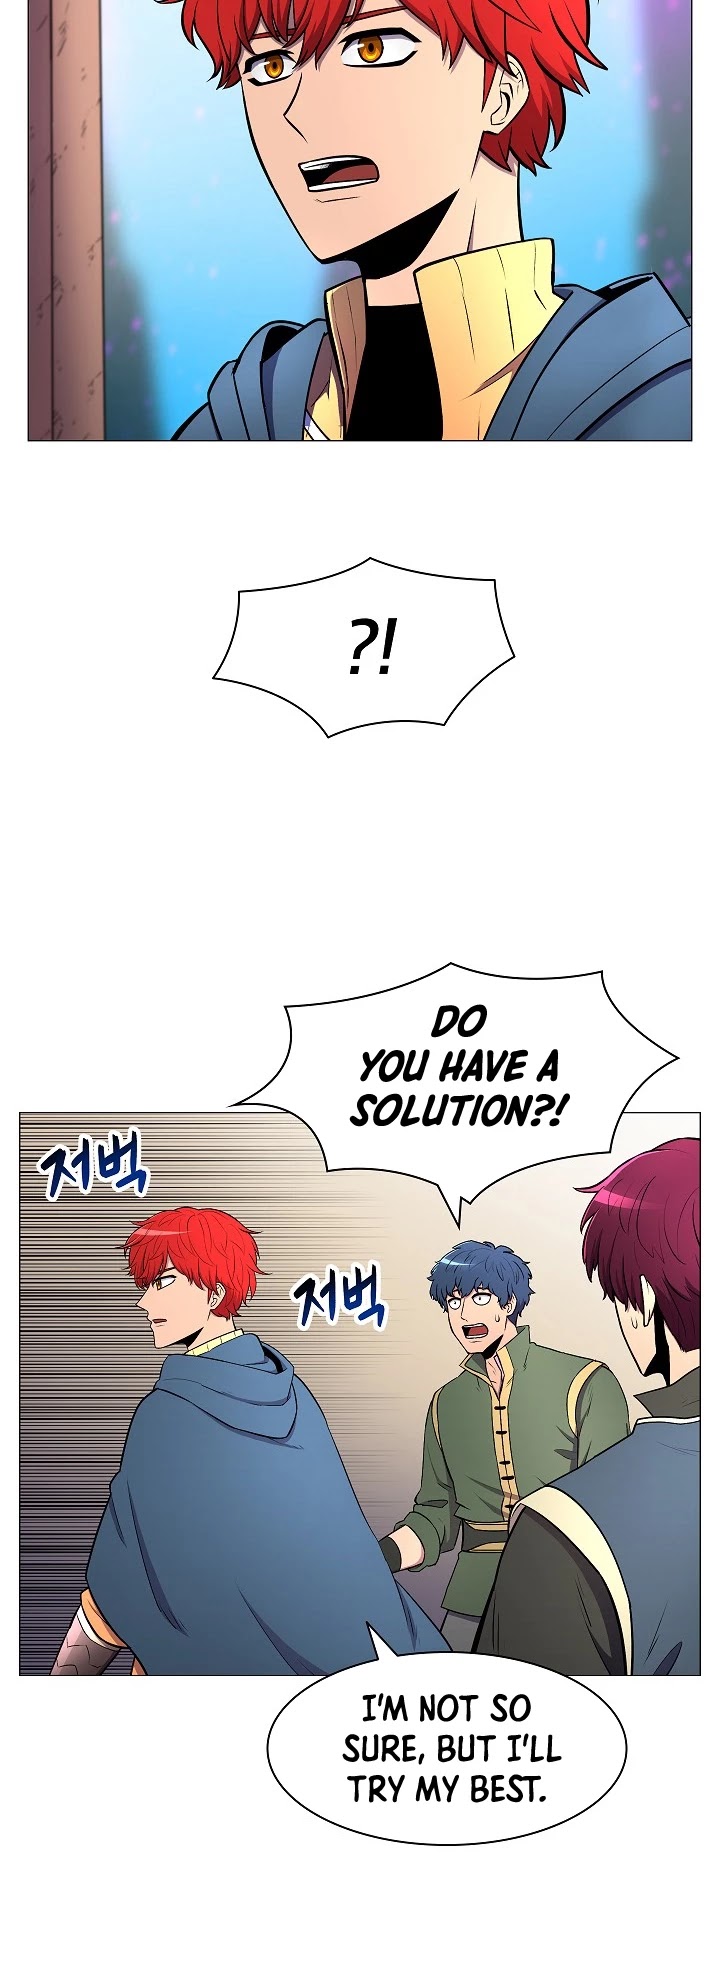 ?!
DO
YOU HAVE A
SOLUTION?!
저벅
저벅
I'M NOT SO
SURE, BUT I'LL
TRY MY BEST.